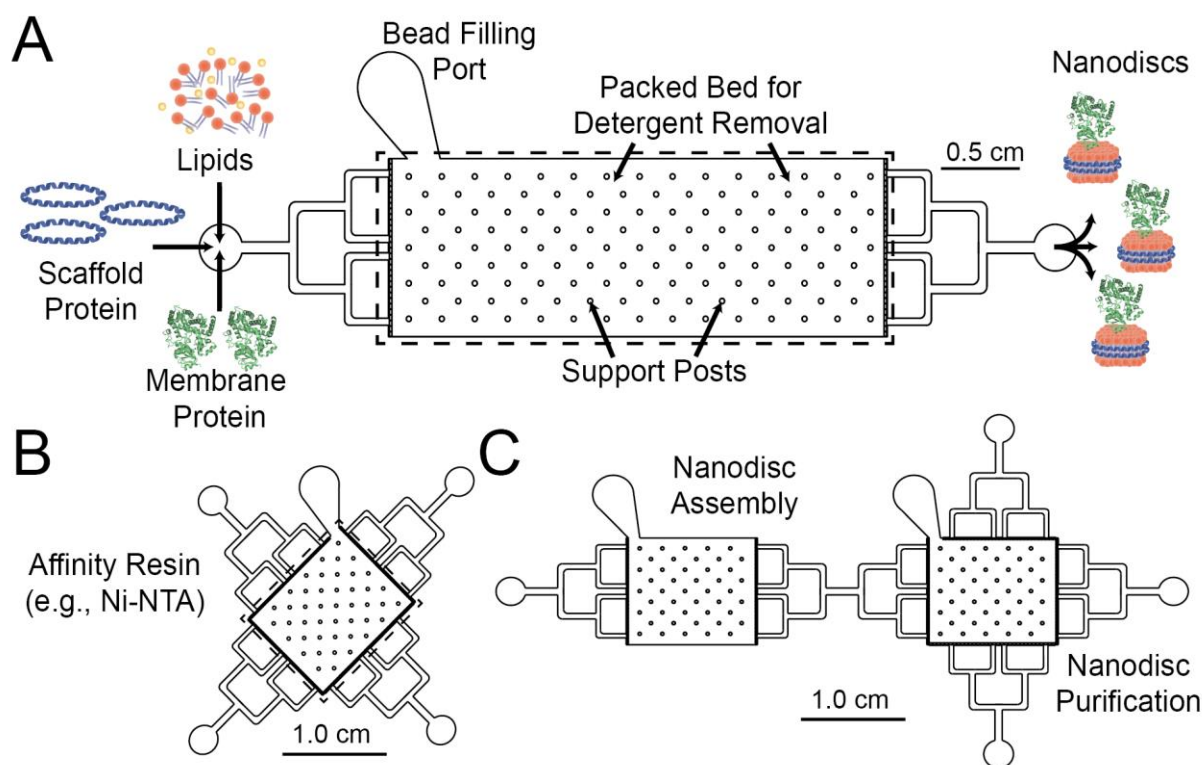 A
Bead Filling
Port
Lipids
Scaffold
Protein
Membrane
Protein
Packed Bed for
Detergent Removal
Support Posts
0.5 cm
Nanodiscs
B
Affinity Resin
(e.g., Ni-NTA)
1.0 cm
C
Nanodisc
Assembly
1.0 cm
Nanodisc
Purification